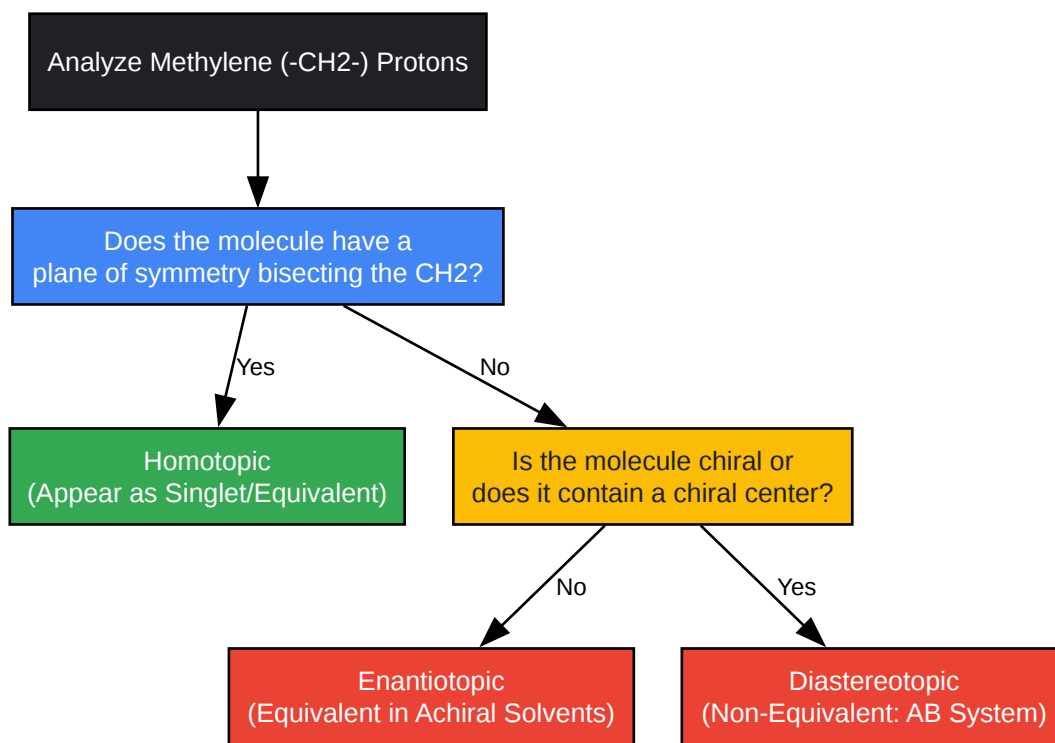 Analyze Methylene (-CH2-) Protons
Does the molecule have a
plane of symmetry bisecting the CH2?
Yes
No
Homotopic
(Appear as Singlet/Equivalent)
Is the molecule chiral or
does it contain a chiral center?
No
Yes
Enantiotopic
(Equivalent in Achiral Solvents)
Diastereotopic
(Non-Equivalent: AB System)